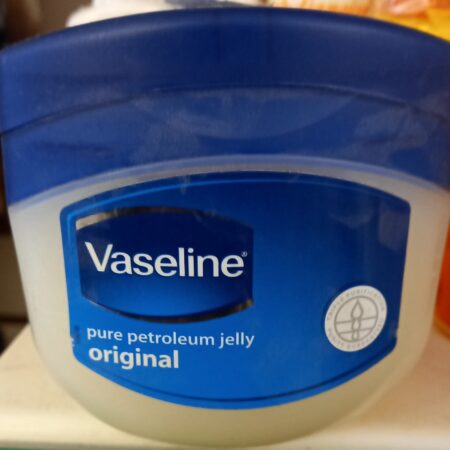 Vaseline®
pure petroleum jelly
original